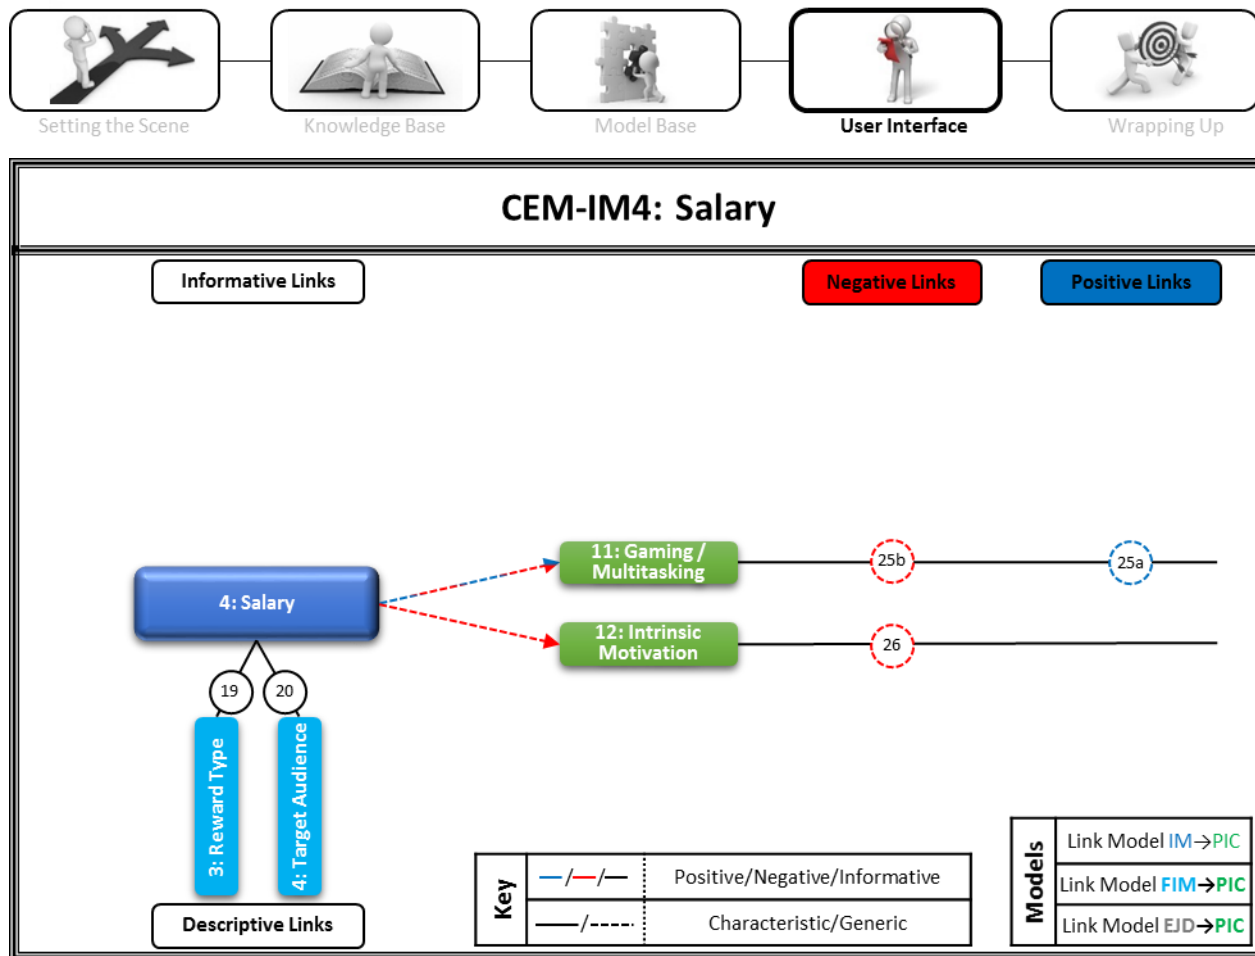 Setting the Scene
Knowledge Base
Model Base
User Interface
Wrapping Up
CEM-IM4: Salary
Informative Links
Negative Links
Positive Links
11: Gaming /
Multitasking
25b
25a
4: Salary
12: Intrinsic
Motivation
26
19
20
3: Reward Type
4: Target Audience
Descriptive Links
Key
—/—/—
Positive/Negative/Informative
—/-----
Characteristic/Generic
Models
Link Model IM→PIC
Link Model FIM→PIC
Link Model EJD→PIC